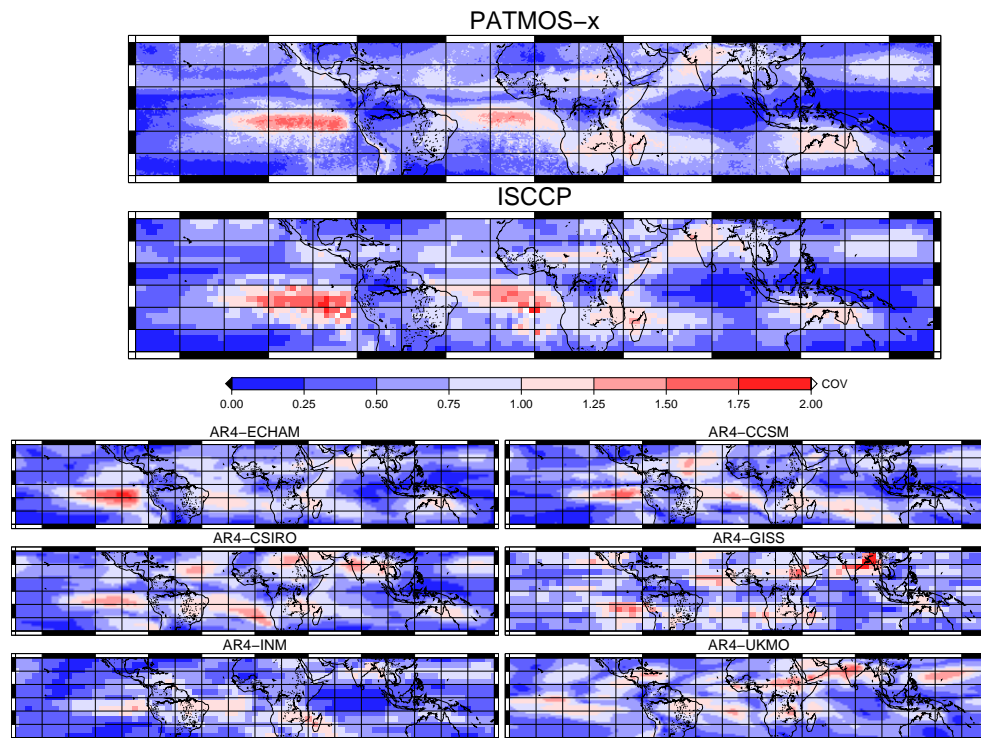 PATMOS−x
ISCCP
COV
0.00 0.25 0.50 0.75 1.00 1.25 1.50 1.75 2.00
AR4−ECHAM
AR4−CCSM
AR4−CSIRO
AR4−GISS
AR4−INM
AR4−UKMO